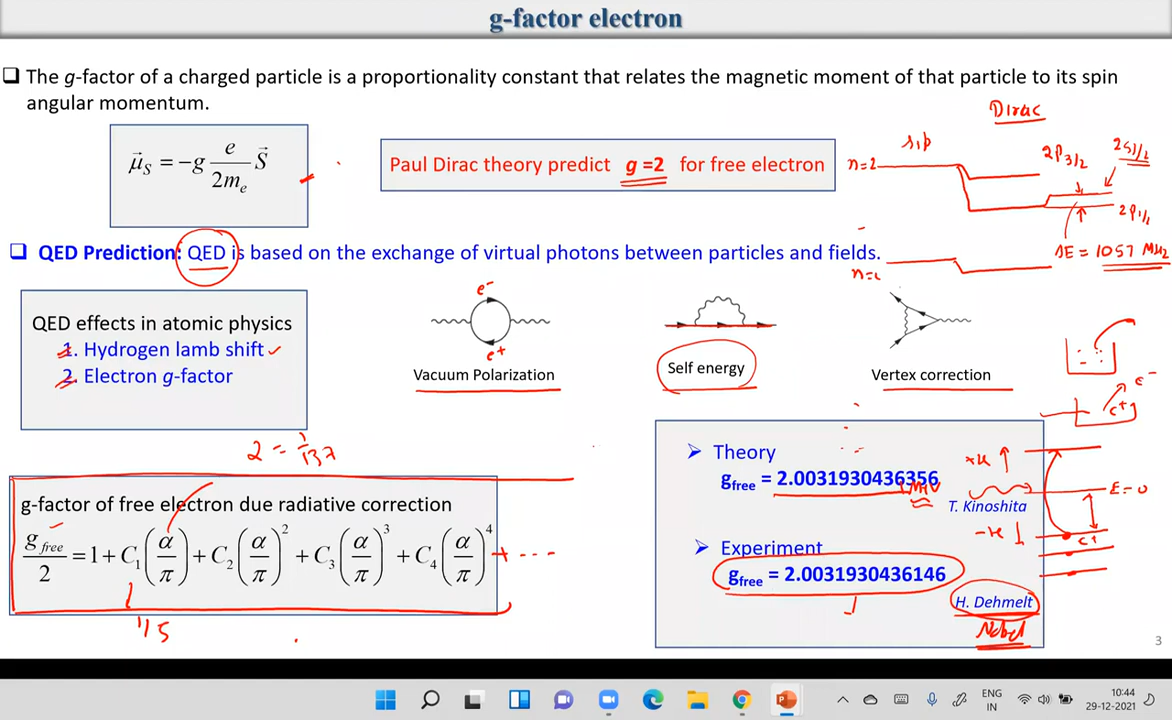 g-factor electron
❑ The g-factor of a charged particle is a proportionality constant that relates the magnetic moment of that particle to its spin
angular momentum.
Dirac
μ⃗_S = −g e/2m_e S⃗
Paul Dirac theory predict g=2 for free electron
s,p
n=2
2P3/2
2S1/2
2P1/2
ΔE = 1057 MHz
❑ QED Prediction: QED is based on the exchange of virtual photons between particles and fields.
QED effects in atomic physics
1. Hydrogen lamb shift
2. Electron g-factor
e-
e+
Vacuum Polarization
Self energy
Vertex correction
e-
2 = 1/137
g-factor of free electron due radiative correction
g_free/2 = 1 + C₁(α/π) + C₂(α/π)² + C₃(α/π)³ + C₄(α/π)⁴ + ---
➢ Theory
g_free = 2.0031930436356
T. Kinoshita
➢ Experiment
g_free = 2.0031930436146
H. Dehmelt
Nobel
E=0
3
ENG
IN
10:44
29-12-2021